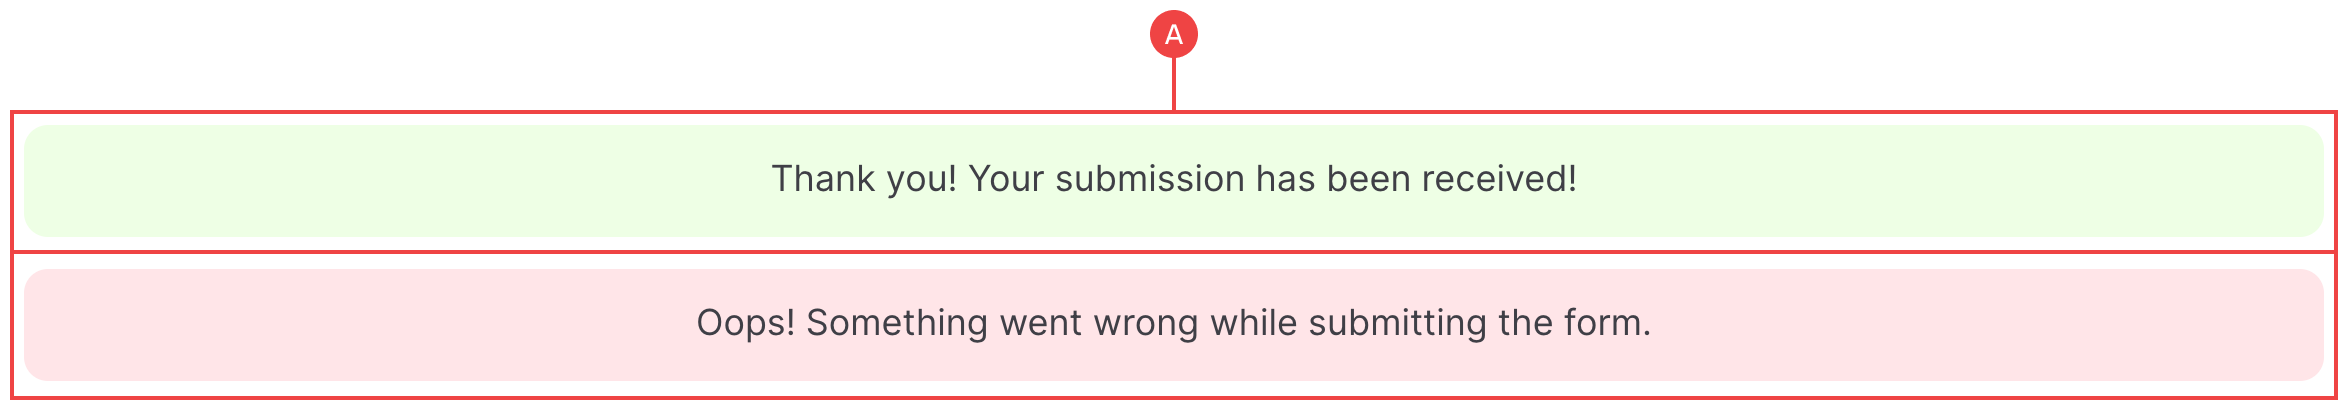 A
Thank you! Your submission has been received!
Oops! Something went wrong while submitting the form.